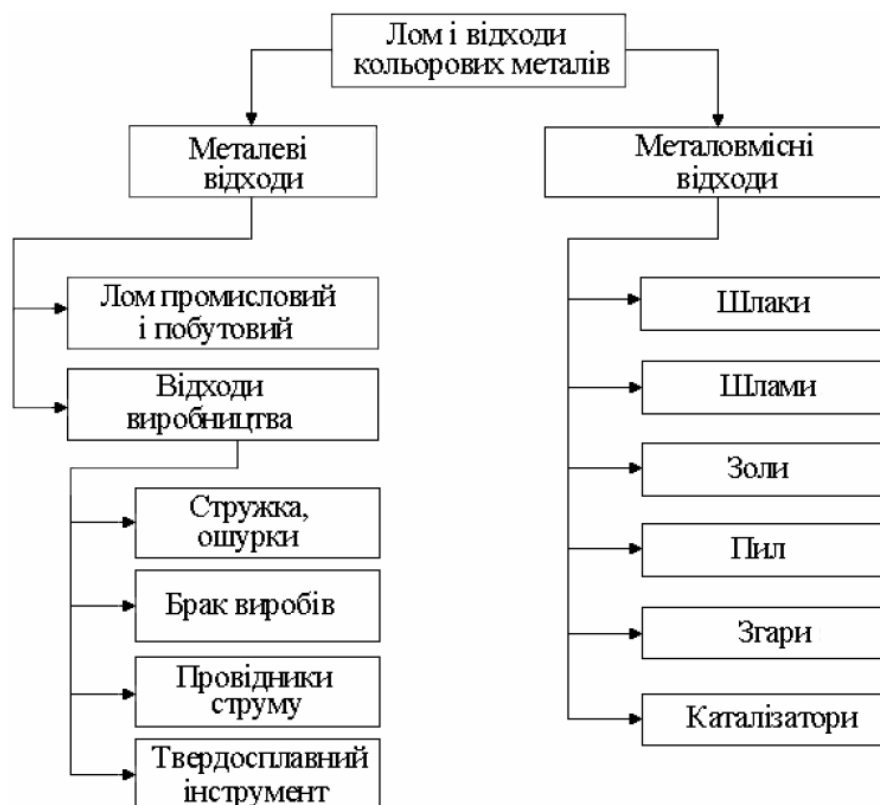 Лом і відходи
кольорових металів
Металеві
відходи
Металовмісні
відходи
Лом промисловий
і побутовий
Відходи
виробництва
Стружка,
ошурки
Брак виробів
Провідники
струму
Твердосплавний
інструмент
Шлаки
Шлами
Золи
Пил
Згари
Каталізатори